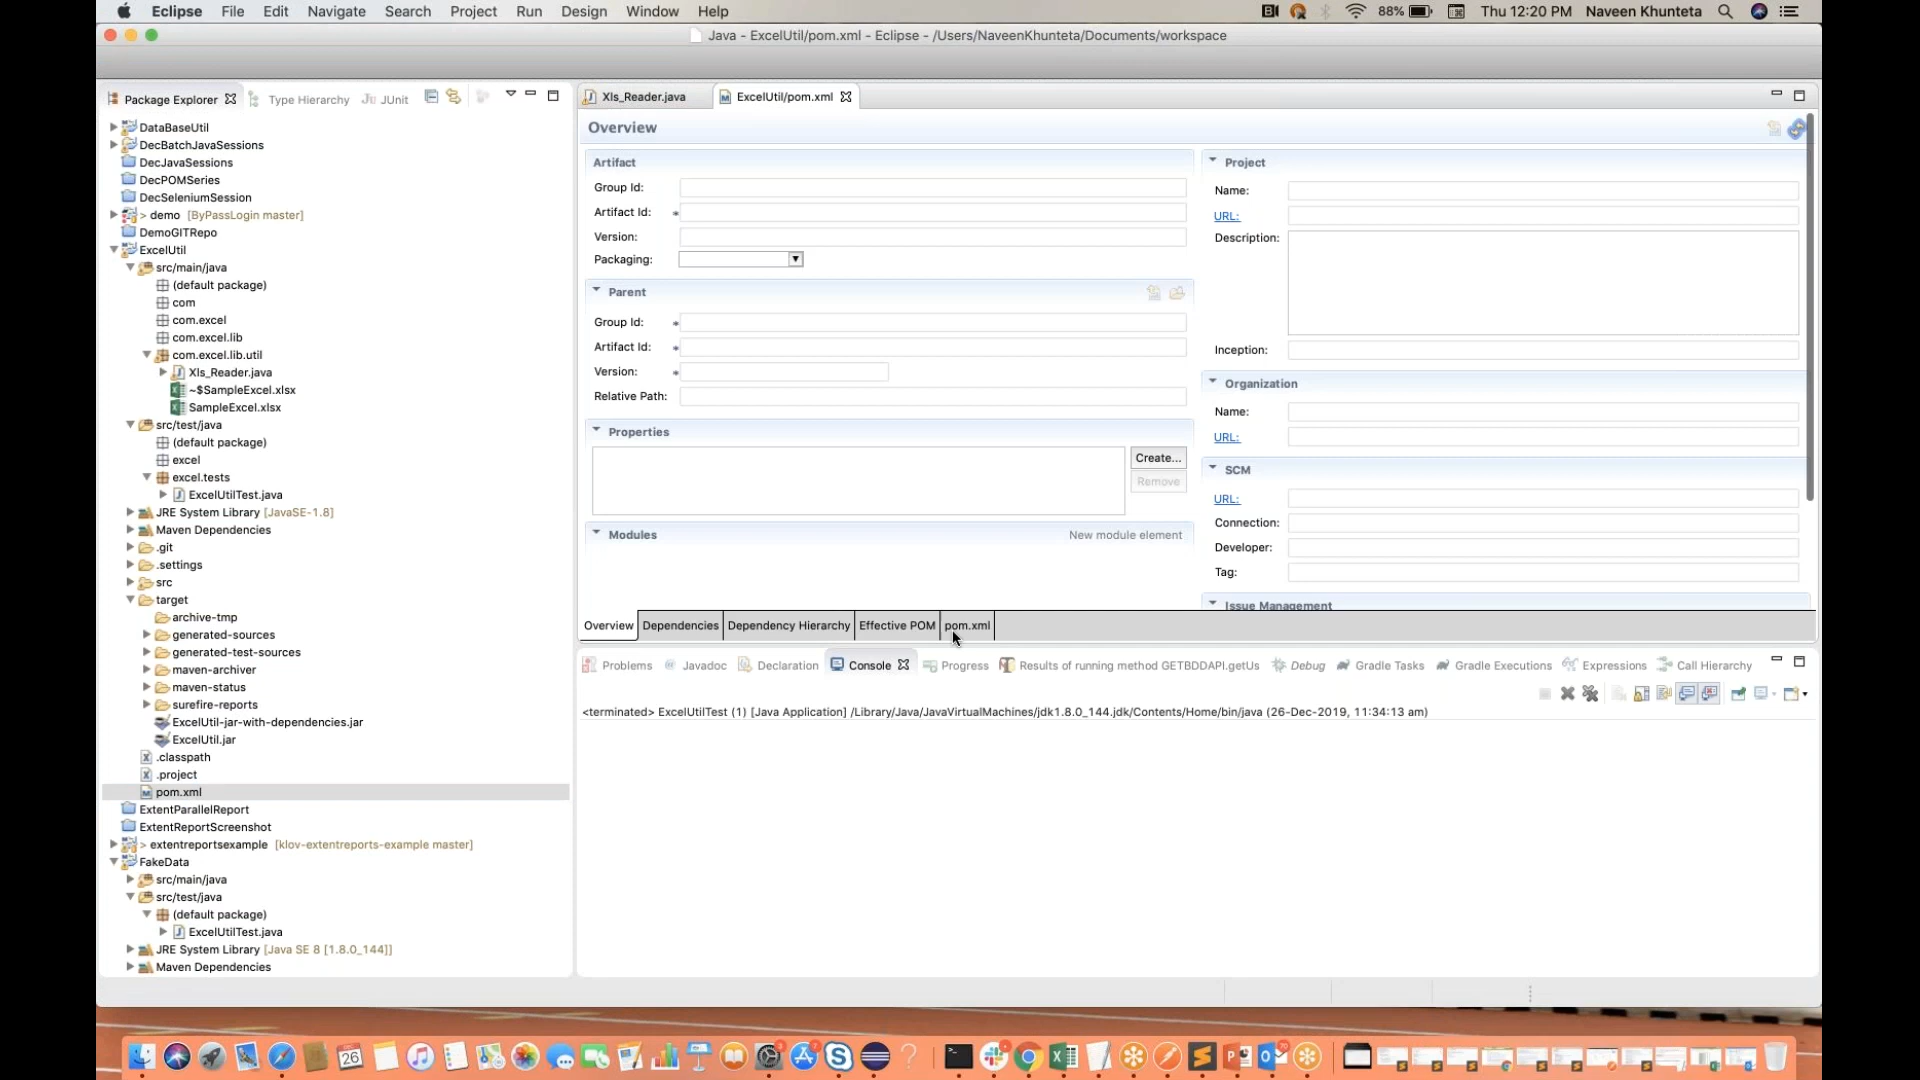 Eclipse File Edit Navigate Search Project Run Design Window Help 88% Thu 12:20 PM Naveen Khunteta
Java - ExcelUtil/pom.xml - Eclipse - /Users/NaveenKhunteta/Documents/workspace
Package Explorer Type Hierarchy JUnit
DataBaseUtil
DecBatchJavaSessions
DecJavaSessions
DecPOMSeries
DecSeleniumSession
> demo [ByPassLogin master]
DemoGITRepo
ExcelUtil
src/main/java
(default package)
com
com.excel
com.excel.lib
com.excel.lib.util
Xls_Reader.java
~$SampleExcel.xlsx
SampleExcel.xlsx
src/test/java
(default package)
excel
excel.tests
ExcelUtilTest.java
JRE System Library [JavaSE-1.8]
Maven Dependencies
.git
.settings
src
target
archive-tmp
generated-sources
generated-test-sources
maven-archiver
maven-status
surefire-reports
ExcelUtil-jar-with-dependencies.jar
ExcelUtil.jar
.classpath
.project
pom.xml
ExtentParallelReport
ExtentReportScreenshot
> extentreportsexample [klov-extentreports-example master]
FakeData
src/main/java
src/test/java
(default package)
ExcelUtilTest.java
JRE System Library [Java SE 8 [1.8.0_144]]
Maven Dependencies
Xls_Reader.java ExcelUtil/pom.xml
Overview
Artifact
Group Id:
Artifact Id: *
Version:
Packaging:
Parent
Group Id: *
Artifact Id: *
Version: *
Relative Path:
Properties
Create...
Remove
Modules New module element
Project
Name:
URL:
Description:
Inception:
Organization
Name:
URL:
SCM
URL:
Connection:
Developer:
Tag:
Issue Management
Overview Dependencies Dependency Hierarchy Effective POM pom.xml
Problems @ Javadoc Declaration Console Progress Results of running method GETBDDAPI.getUs Debug Gradle Tasks Gradle Executions Expressions Call Hierarchy
<terminated> ExcelUtilTest (1) [Java Application] /Library/Java/JavaVirtualMachines/jdk1.8.0_144.jdk/Contents/Home/bin/java (26-Dec-2019, 11:34:13 am)
26